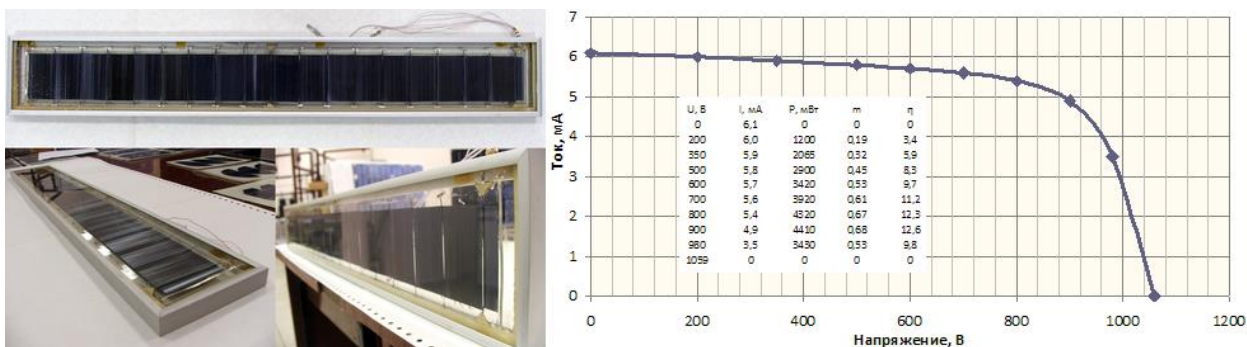 7
6
5
4
3
2
1
0
Ток, мА
U, В I, мА P, мВт m η
0 6,1 0 0 0
200 6,0 1200 0,19 3,4
350 5,9 2065 0,32 5,9
500 5,8 2900 0,45 8,3
600 5,7 3420 0,53 9,7
700 5,6 3920 0,61 11,2
800 5,4 4320 0,67 12,3
900 4,9 4410 0,68 12,6
980 3,5 3430 0,53 9,8
1059 0 0 0 0
0 200 400 600 800 1000 1200
Напряжение, В